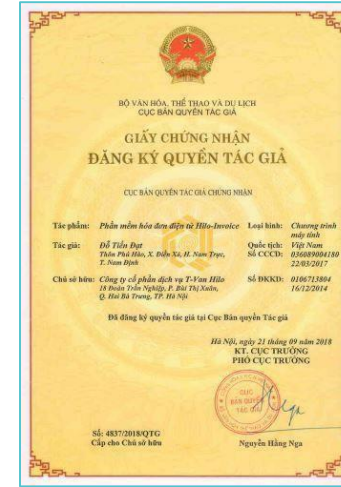 BỘ VĂN HÓA, THỂ THAO VÀ DU LỊCH
CỤC BẢN QUYỀN TÁC GIẢ
GIẤY CHỨNG NHẬN
ĐĂNG KÝ QUYỀN TÁC GIẢ
CỤC BẢN QUYỀN TÁC GIẢ CHỨNG NHẬN
Tác phẩm: Phần mềm hóa đơn điện tử Hilo-Invoice Loại hình: Chương trình máy tính
Tác giả: Đỗ Tiến Đạt Quốc tịch: Việt Nam
Thôn Phú Hào, X. Điền Xá, H. Nam Trực, Số CCCD: 036089004180
T. Nam Định 22/03/2017
Chủ sở hữu: Công ty cổ phần dịch vụ T-Van Hilo Số ĐKKD: 0106713804
18 Đoàn Trần Nghiệp, P. Bùi Thị Xuân, 16/12/2014
Q. Hai Bà Trưng, TP. Hà Nội
Đã đăng ký quyền tác giả tại Cục Bản quyền Tác giả
Hà Nội, ngày 21 tháng 09 năm 2018
KT. CỤC TRƯỞNG
PHÓ CỤC TRƯỞNG
CỤC
BẢN QUYỀN
TÁC GIẢ
Số: 4837/2018/QTG
Cấp cho Chủ sở hữu
Nguyễn Hằng Nga